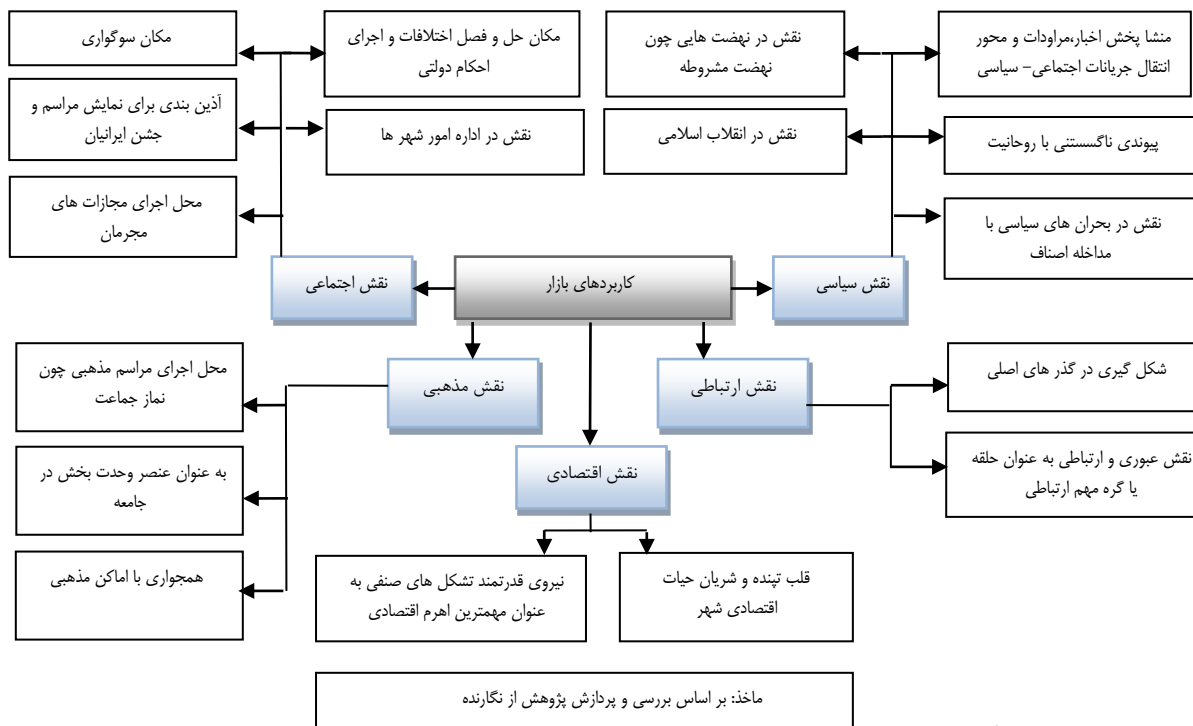 منشا پخش اخبار،مراودات و محور
انتقال جریانات اجتماعی– سیاسی
نقش در نهضت هایی چون
نهضت مشروطه
مکان حل و فصل اختلافات و اجرای
احکام دولتی
مکان سوگواری
پیوندی ناگسستنی با روحانیت
نقش در انقلاب اسلامی
نقش در اداره امور شهر ها
آذین بندی برای نمایش مراسم و
جشن ایرانیان
نقش در بحران های سیاسی با
مداخله اصناف
محل اجرای مجازات های
مجرمان
نقش سیاسی
کاربردهای بازار
نقش اجتماعی
شکل گیری در گذر های اصلی
نقش ارتباطی
نقش مذهبی
محل اجرای مراسم مذهبی چون
نماز جماعت
نقش عبوری و ارتباطی به عنوان حلقه
یا گره مهم ارتباطی
نقش اقتصادی
به عنوان عنصر وحدت بخش در
جامعه
قلب تپنده و شریان حیات
اقتصادی شهر
نیروی قدرتمند تشکل های صنفی به
عنوان مهمترین اهرم اقتصادی
همجواری با اماکن مذهبی
ماخذ: بر اساس بررسی و پردازش پژوهش از نگارنده